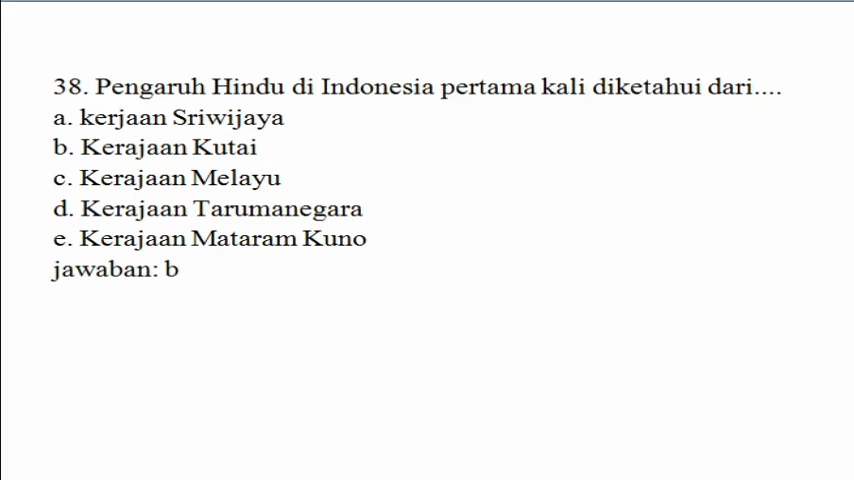 38. Pengaruh Hindu di Indonesia pertama kali diketahui dari....
a. kerjaan Sriwijaya
b. Kerajaan Kutai
c. Kerajaan Melayu
d. Kerajaan Tarumanegara
e. Kerajaan Mataram Kuno
jawaban: b